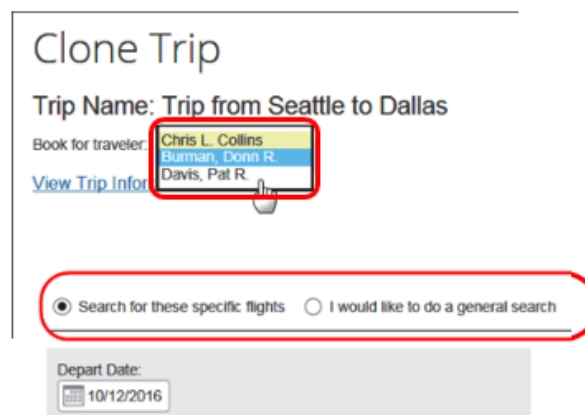 Clone Trip
Trip Name: Trip from Seattle to Dallas
Book for traveler: Chris L. Collins
Burman, Donn R.
Davis, Pat R.
View Trip Infor
Search for these specific flights I would like to do a general search
Depart Date:
10/12/2016